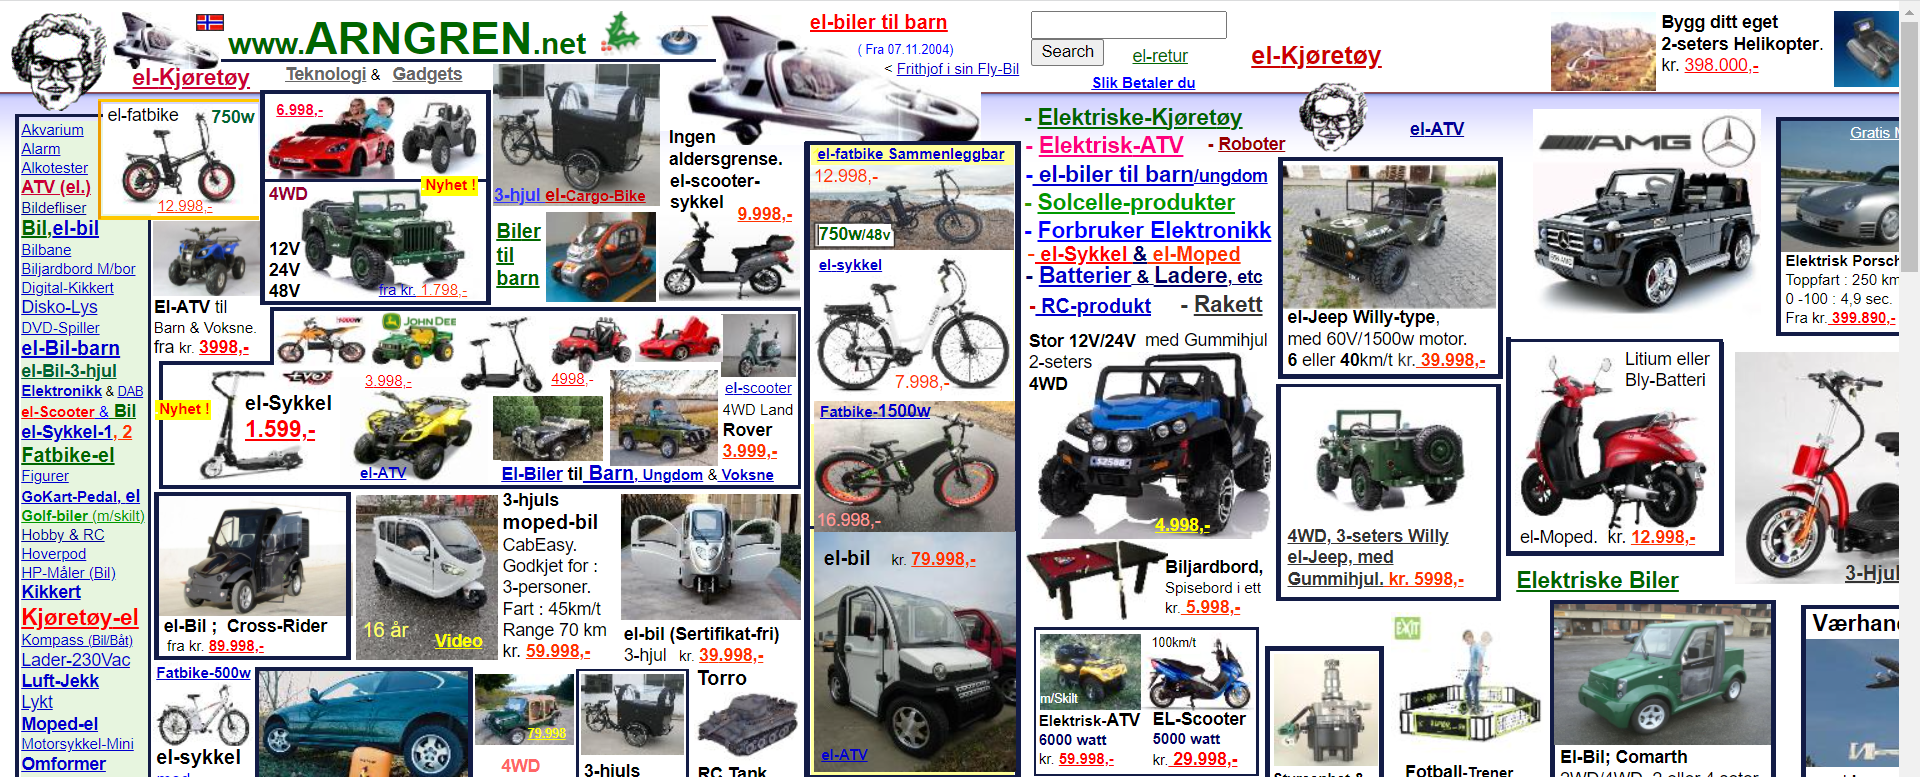 www.ARNGREN.net
el-Kjøretøy
Teknologi & Gadgets
el-biler til barn
( Fra 07.11.2004)
< Frithjof i sin Fly-Bil
Search
el-retur
Slik Betaler du
el-Kjøretøy
Bygg ditt eget
2-seters Helikopter.
kr. 398.000,-
Akvarium
Alarm
Alkotester
ATV (el.)
Bildefliser
Bil,el-bil
Bilbane
Biljardbord M/bor
Digital-Kikkert
Disko-Lys
DVD-Spiller
el-Bil-barn
el-Bil-3-hjul
Elektronikk & DAB
el-Scooter & Bil
el-Sykkel-1, 2
Fatbike-el
Figurer
GoKart-Pedal, el
Golf-biler (m/skilt)
Hobby & RC
Hoverpod
HP-Måler (Bil)
Kikkert
Kjøretøy-el
Kompass (Bil/Båt)
Lader-230Vac
Luft-Jekk
Lykt
Moped-el
Motorsykkel-Mini
Omformer
el-fatbike 750w
12.998,-
6.998,-
Nyhet !
4WD
12V
24V
48V
fra kr. 1.798,-
3-hjul el-Cargo-Bike
Ingen
aldersgrense.
el-scooter-
sykkel
9.998,-
El-ATV til
Barn & Voksne.
fra kr. 3998,-
Biler
til
barn
el-fatbike Sammenleggbar
12.998,-
750w/48v
el-sykkel
7.998,-
Fatbike-1500w
16.998,-
el-bil kr. 79.998,-
el-ATV
JOHN DEE
3.998,-
4998,-
el-scooter
EVO
Nyhet !
el-Sykkel
1.599,-
el-ATV
4WD Land
Rover
3.999,-
El-Biler til Barn, Ungdom & Voksne
el-Bil ; Cross-Rider
fra kr. 89.998,-
16 år
Video
3-hjuls
moped-bil
CabEasy.
Godkjet for :
3-personer.
Fart : 45km/t
Range 70 km
kr. 59.998,-
el-bil (Sertifikat-fri)
3-hjul kr. 39.998,-
Fatbike-500w
el-sykkel
79.998
4WD
3-hjuls
Torro
RC Tank
- Elektriske-Kjøretøy
- Elektrisk-ATV - Roboter
- el-biler til barn/ungdom
- Solcelle-produkter
- Forbruker Elektronikk
- el-Sykkel & el-Moped
- Batterier & Ladere, etc
- RC-produkt - Rakett
el-ATV
Stor 12V/24V med Gummihjul
2-seters
4WD
4.998,-
Biljardbord,
Spisebord i ett
kr. 5.998,-
m/Skilt
Elektrisk-ATV
6000 watt
kr. 59.998,-
100km/t
EL-Scooter
5000 watt
kr. 29.998,-
el-Jeep Willy-type,
med 60V/1500w motor.
6 eller 40km/t kr. 39.998,-
4WD, 3-seters Willy
el-Jeep, med
Gummihjul. kr. 5998,-
EXIT
Fotball-Trener
AMG
Gratis M
Elektrisk Porsch
Toppfart : 250 km
0 -100 : 4,9 sec.
Fra kr. 399.890,-
Litium eller
Bly-Batteri
el-Moped. kr. 12.998,-
3-Hjul
Elektriske Biler
El-Bil; Comarth
Værhan